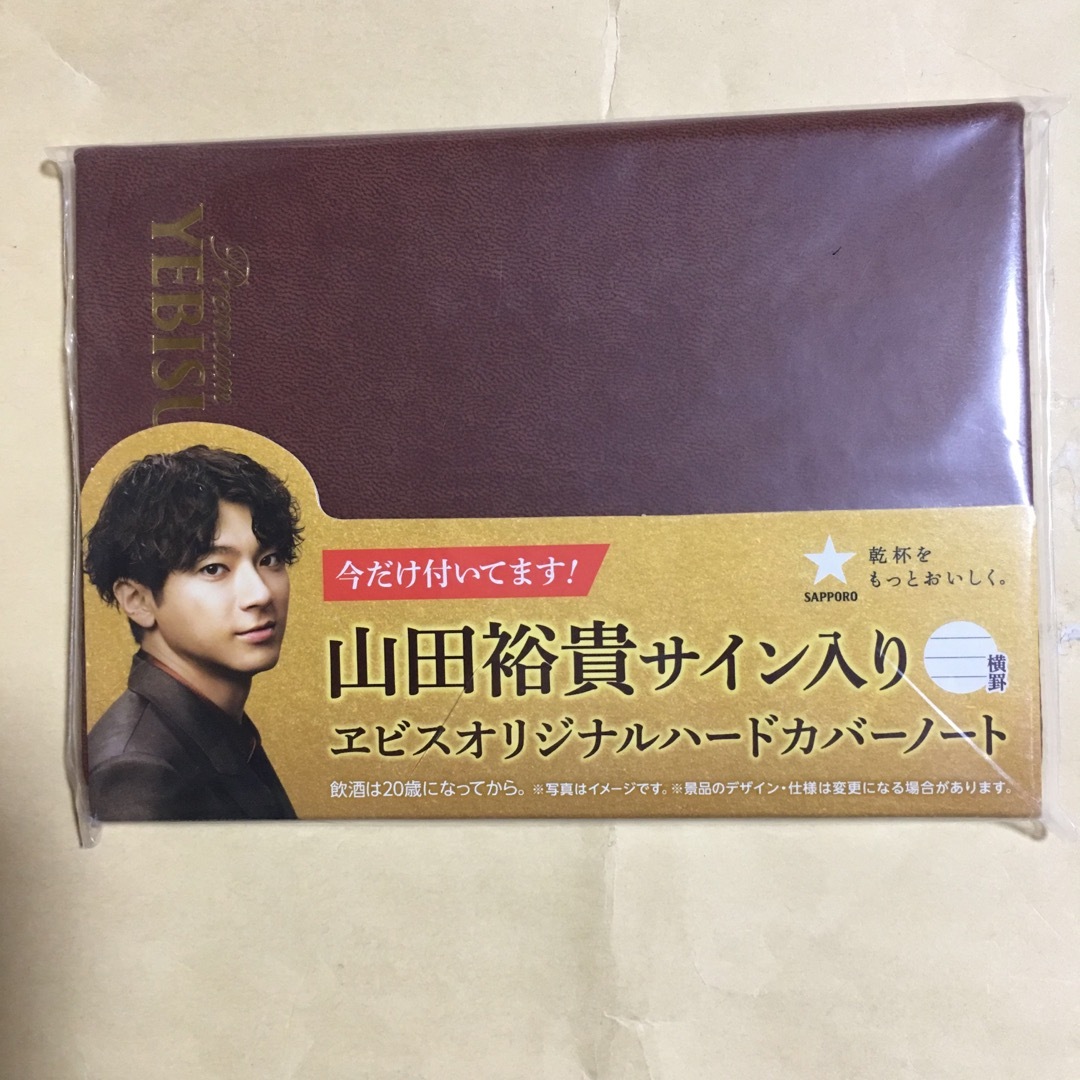 Premium
YEBISU
今だけ付いてます!
SAPPORO
乾杯を
もっとおいしく。
山田裕貴サイン入り
横罫
ヱビスオリジナルハードカバーノート
飲酒は20歳になってから。※写真はイメージです。※景品のデザイン・仕様は変更になる場合があります。